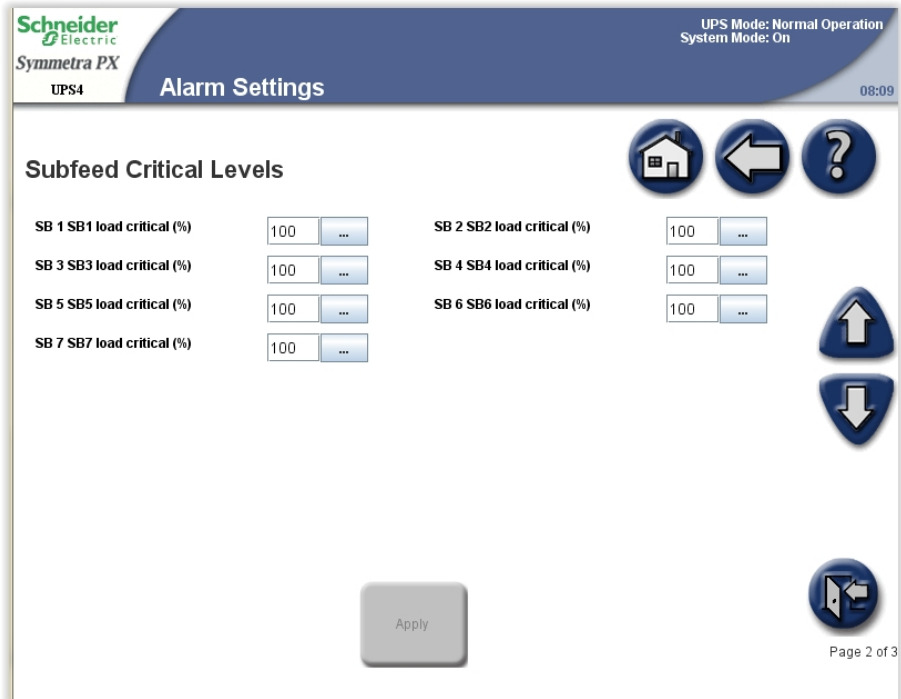 Schneider
Electric
Symmetra PX
UPS4
Alarm Settings
UPS Mode: Normal Operation
System Mode: On
08:09
Subfeed Critical Levels
?
SB 1 SB1 load critical (%) 100 ... SB 2 SB2 load critical (%) 100 ...
SB 3 SB3 load critical (%) 100 ... SB 4 SB4 load critical (%) 100 ...
SB 5 SB5 load critical (%) 100 ... SB 6 SB6 load critical (%) 100 ...
SB 7 SB7 load critical (%) 100 ...
Apply
Page 2 of 3